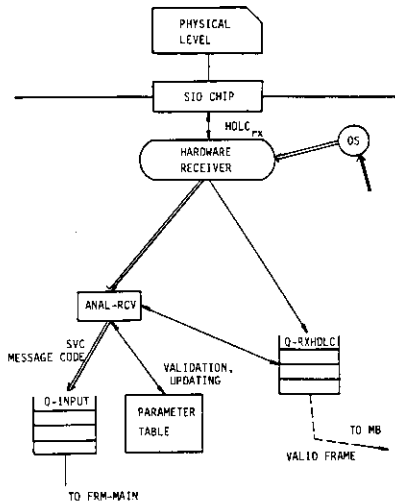 PHYSICAL
LEVEL
SIO CHIP
HDLC RX
OS
HARDWARE
RECEIVER
ANAL-RCV
SVC
MESSAGE CODE
Q-RXHDLC
Q-INPUT
VALIDATION,
UPDATING
PARAMETER
TABLE
TO MB
VALID FRAME
TO FRM-MAIN